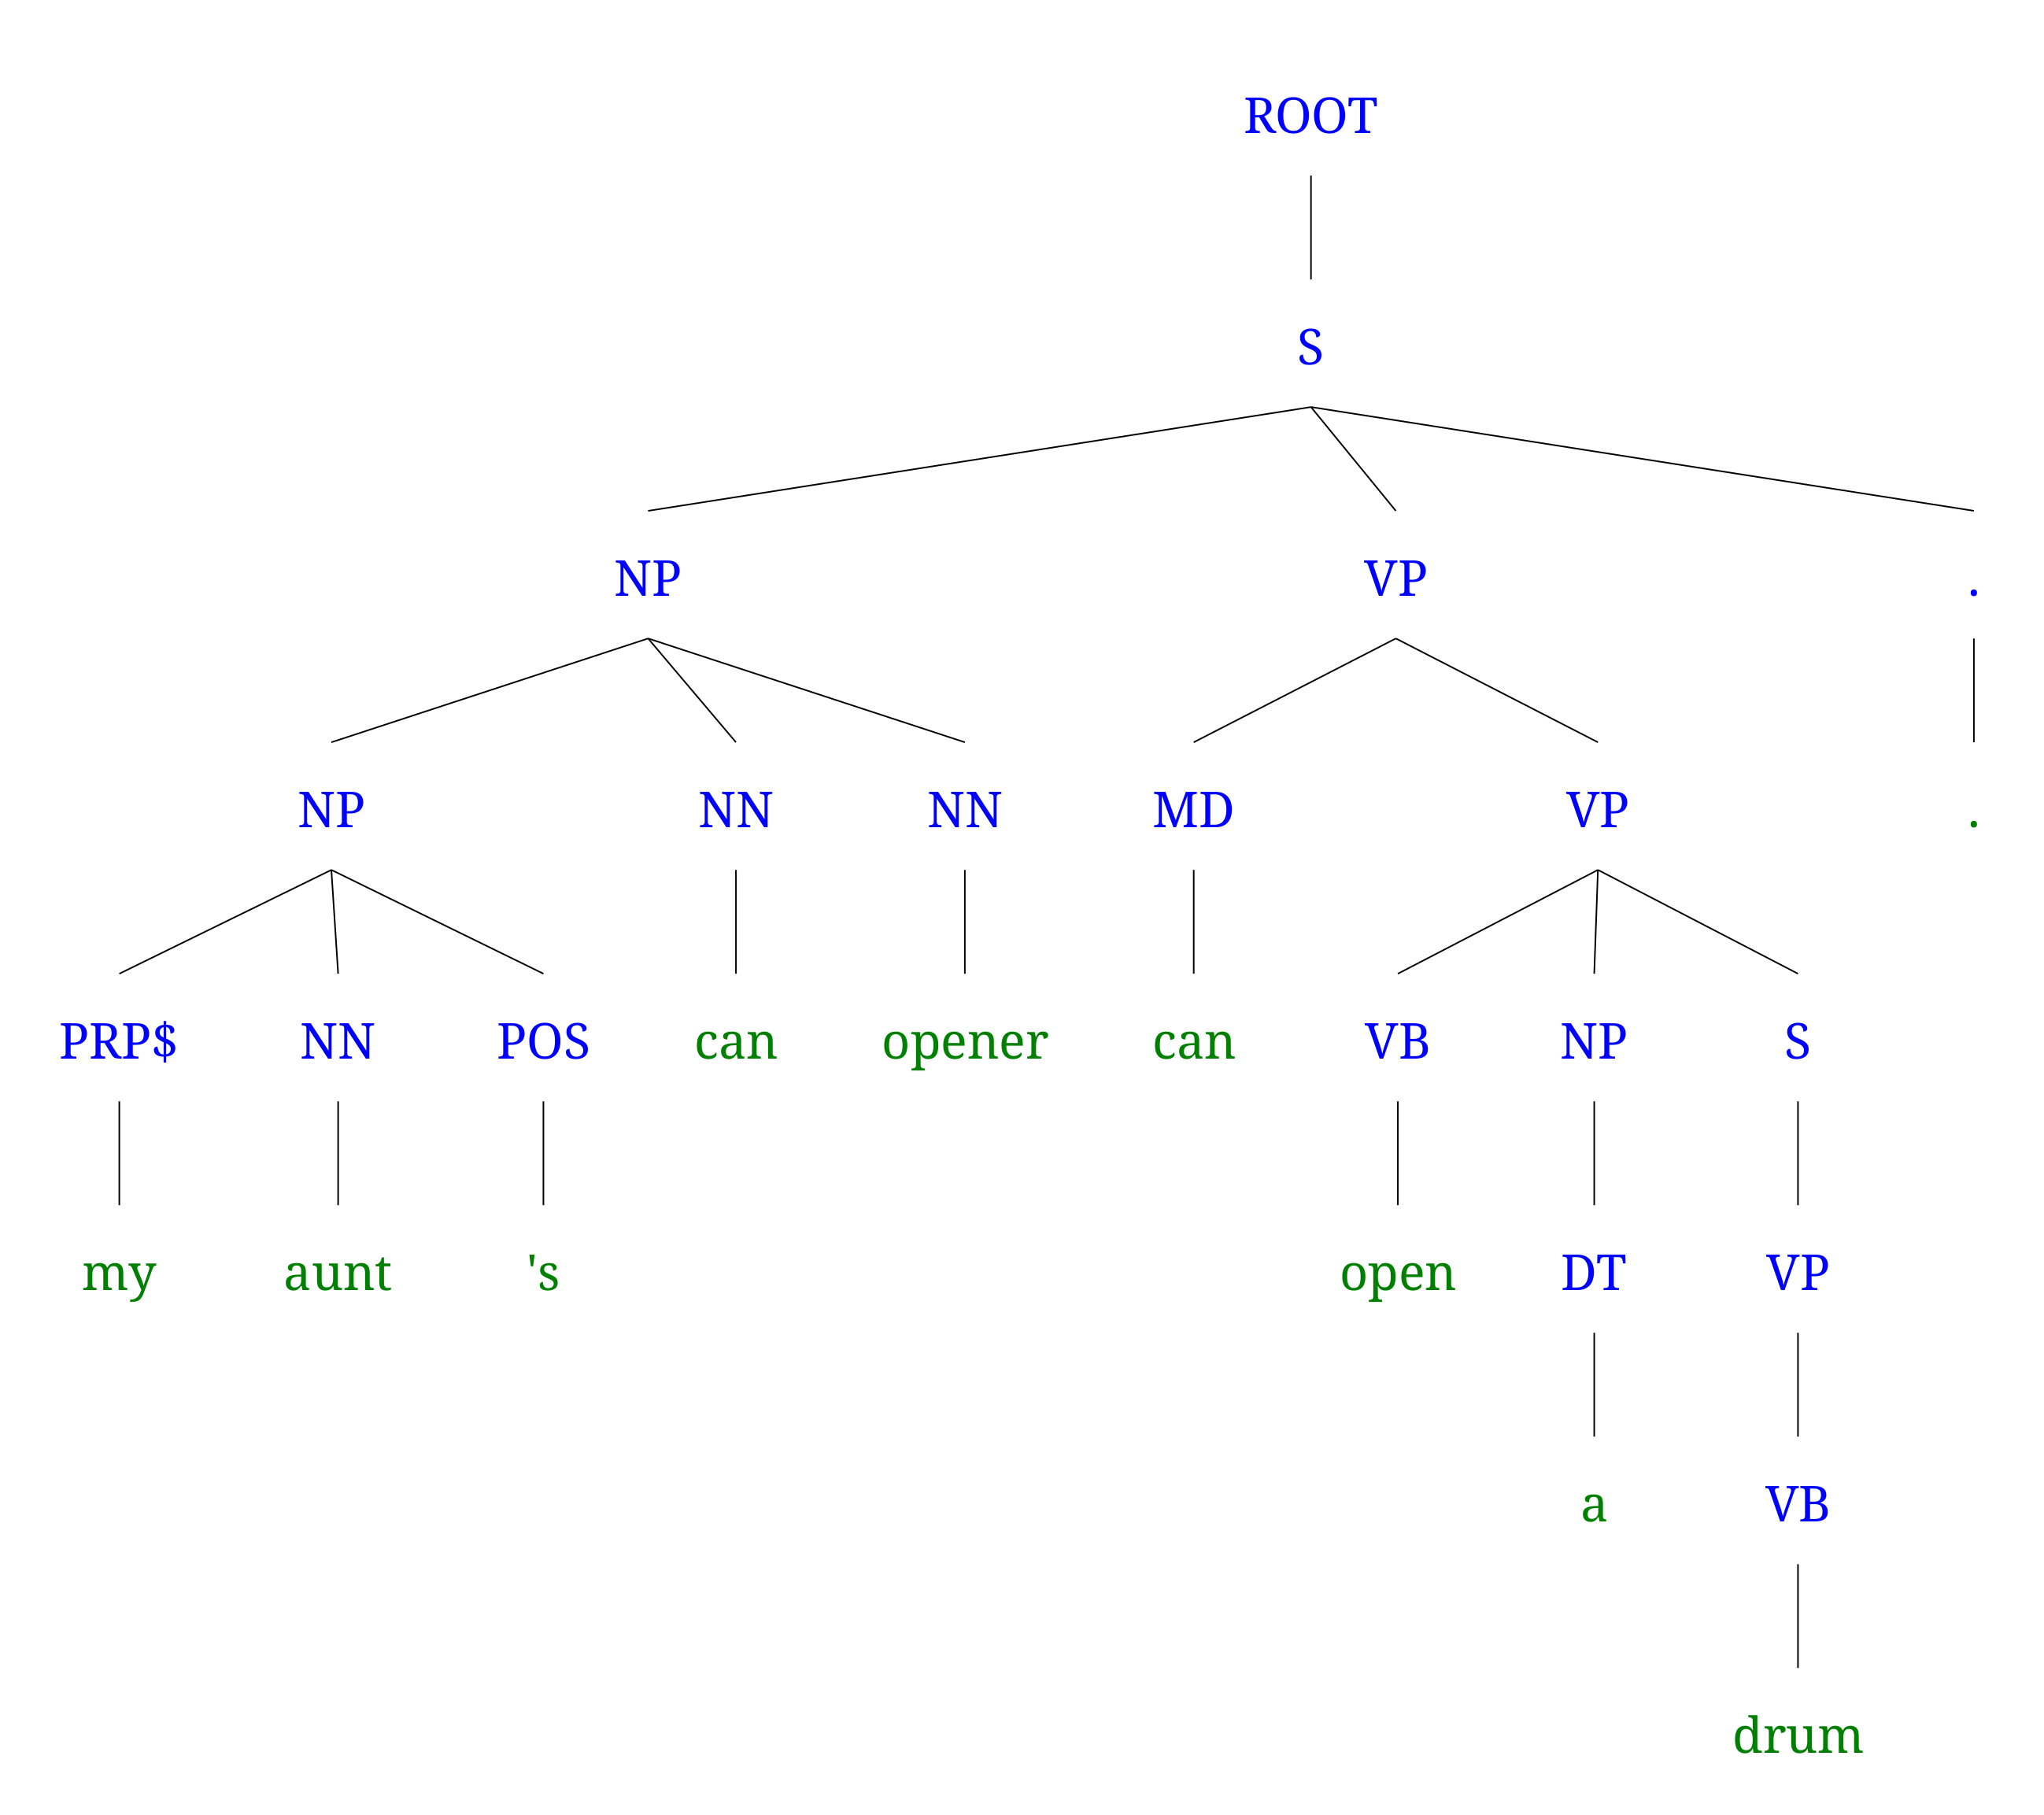 ROOT
S
NP VP .
NP NN NN MD VP .
PRP$ NN POS can opener can VB NP S
my aunt 's open DT VP
a VB
drum